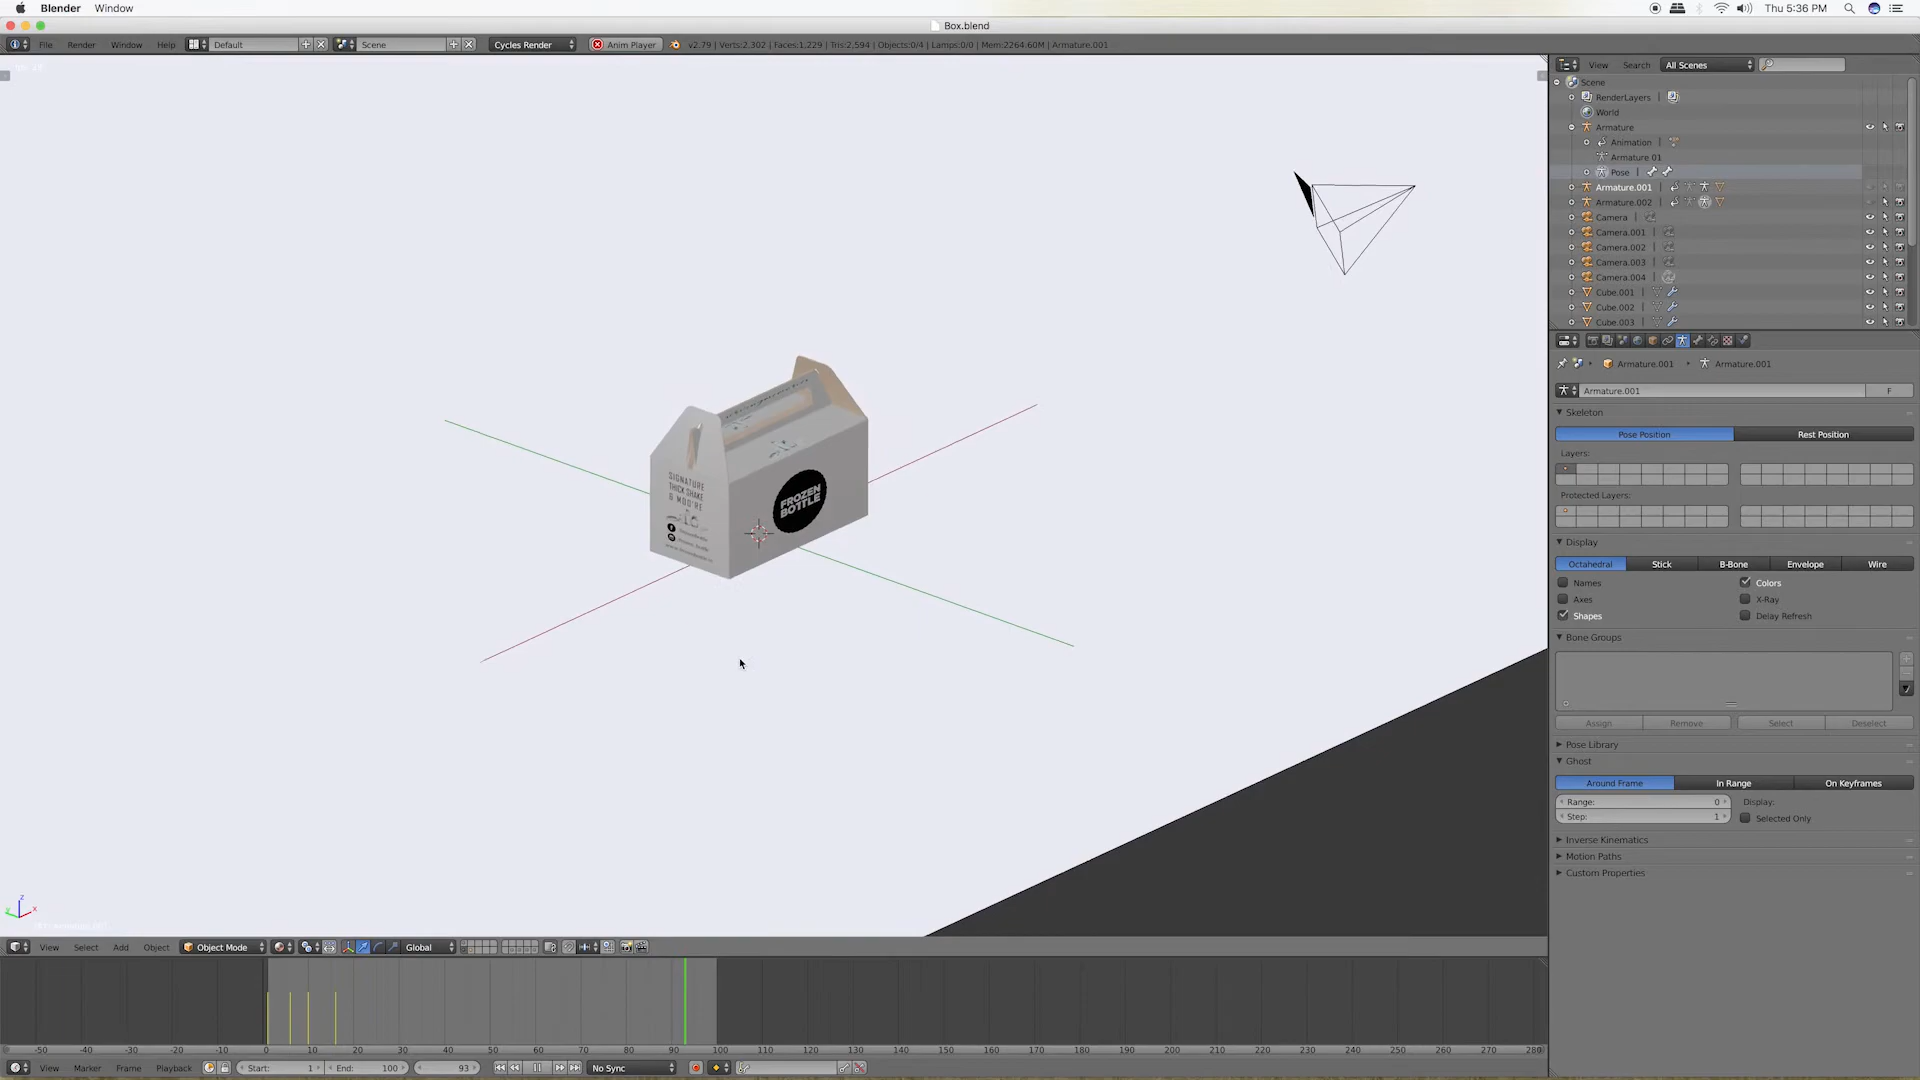 Blender Window Thu 5:36 PM
Box.blend
File Render Window Help Default Scene Cycles Render Anim Player v2.79 | Verts:2,302 | Faces:1,229 | Tris:2,594 | Objects:0/4 | Lamps:0/0 | Mem:2264.60M | Armature.001
View Search All Scenes
Scene
RenderLayers |
World
Armature
Animation |
Armature 01
Pose |
Armature.001 |
Armature.002 |
Camera |
Camera.001 |
Camera.002 |
Camera.003 |
Camera.004 |
Cube.001 |
Cube.002 |
Cube.003 |
Armature.001 Armature.001
Armature.001 F
Skeleton
Pose Position Rest Position
Layers:
Protected Layers:
Display
Octahedral Stick B-Bone Envelope Wire
Names Colors
Axes X-Ray
Shapes Delay Refresh
Bone Groups
Assign Remove Select Deselect
Pose Library
Ghost
Around Frame In Range On Keyframes
Range: 0 Display:
Step: 1 Selected Only
Inverse Kinematics
Motion Paths
Custom Properties
SIGNATURE
THICK SHAKE
& MOO'RE
FROZEN
BOTTLE
z
y x
View Select Add Object Object Mode Global
-50 -40 -30 -20 -10 0 10 20 30 40 50 60 70 80 90 100 110 120 130 140 150 160 170 180 190 200 210 220 230 240 250 260 270 280
View Marker Frame Playback Start: 1 End: 100 93 No Sync